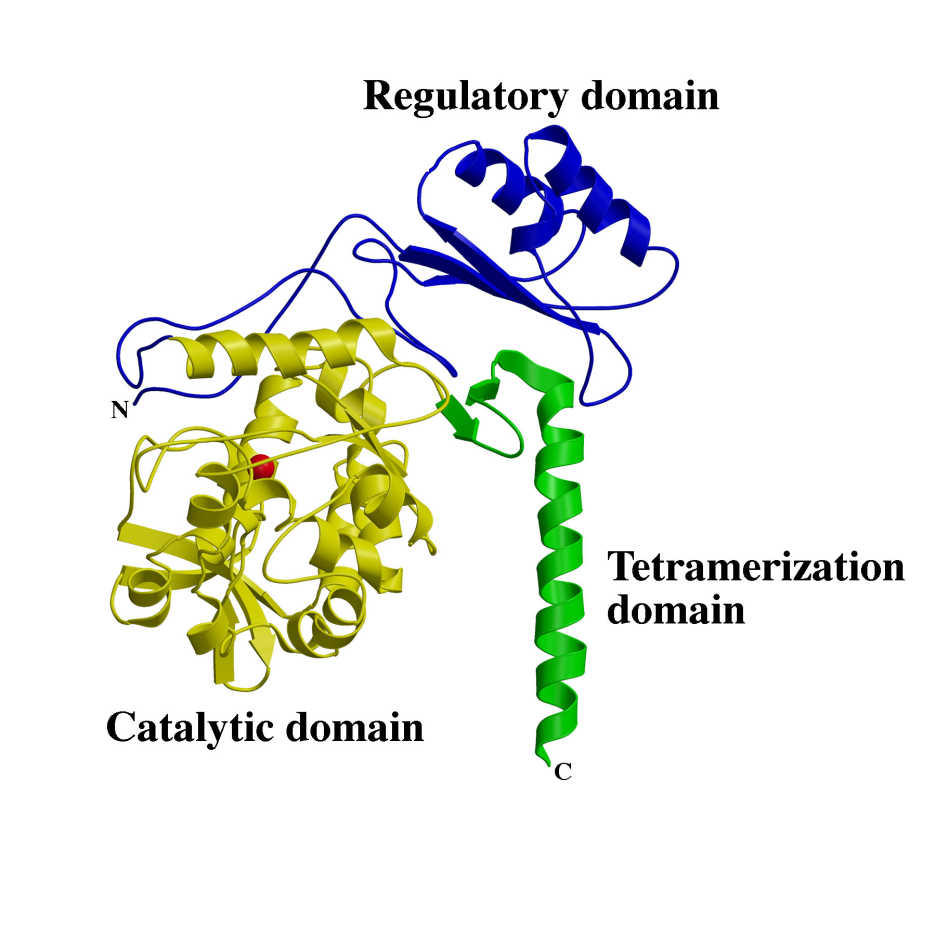 Regulatory domain
N
Tetramerization
domain
Catalytic domain
C